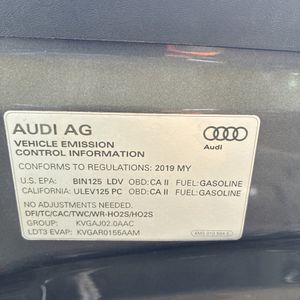 AUDI AG
Audi
VEHICLE EMISSION
CONTROL INFORMATION
CONFORMS TO REGULATIONS: 2019 MY
U.S. EPA: BIN125 LDV OBD: CA II FUEL: GASOLINE
CALIFORNIA: ULEV125 PC OBD: CA II FUEL: GASOLINE
NO ADJUSTMENTS NEEDED.
DFI/TC/CAC/TWC/WR-HO2S/HO2S
GROUP: KVGAJ02.0AAC
LDT3 EVAP: KVGAR0155AAM